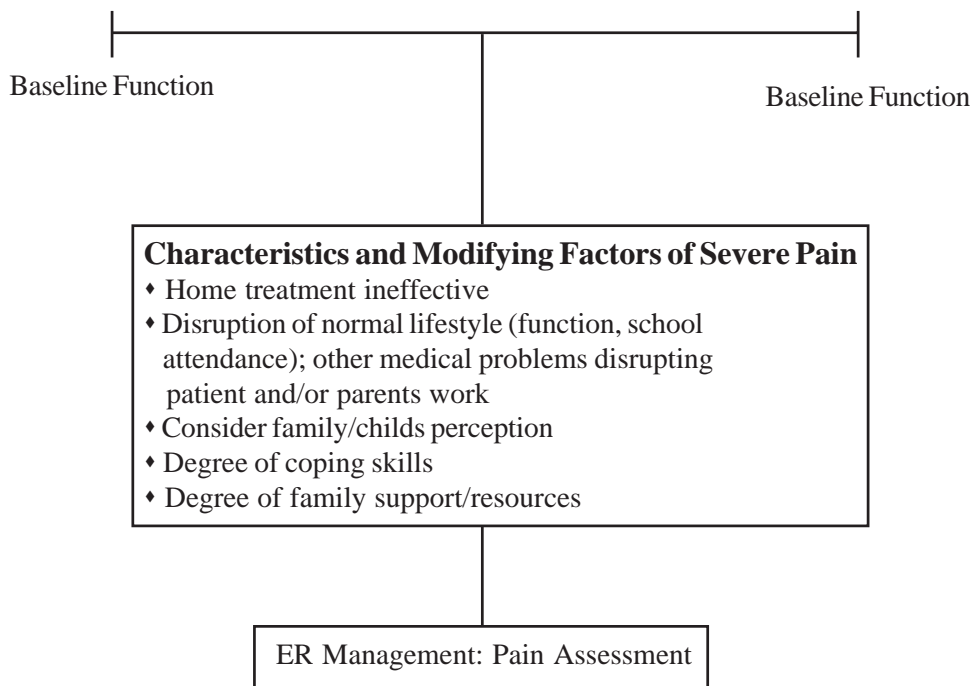 Baseline Function
Baseline Function
Characteristics and Modifying Factors of Severe Pain
♦ Home treatment ineffective
♦ Disruption of normal lifestyle (function, school
attendance); other medical problems disrupting
patient and/or parents work
♦ Consider family/childs perception
♦ Degree of coping skills
♦ Degree of family support/resources
ER Management: Pain Assessment